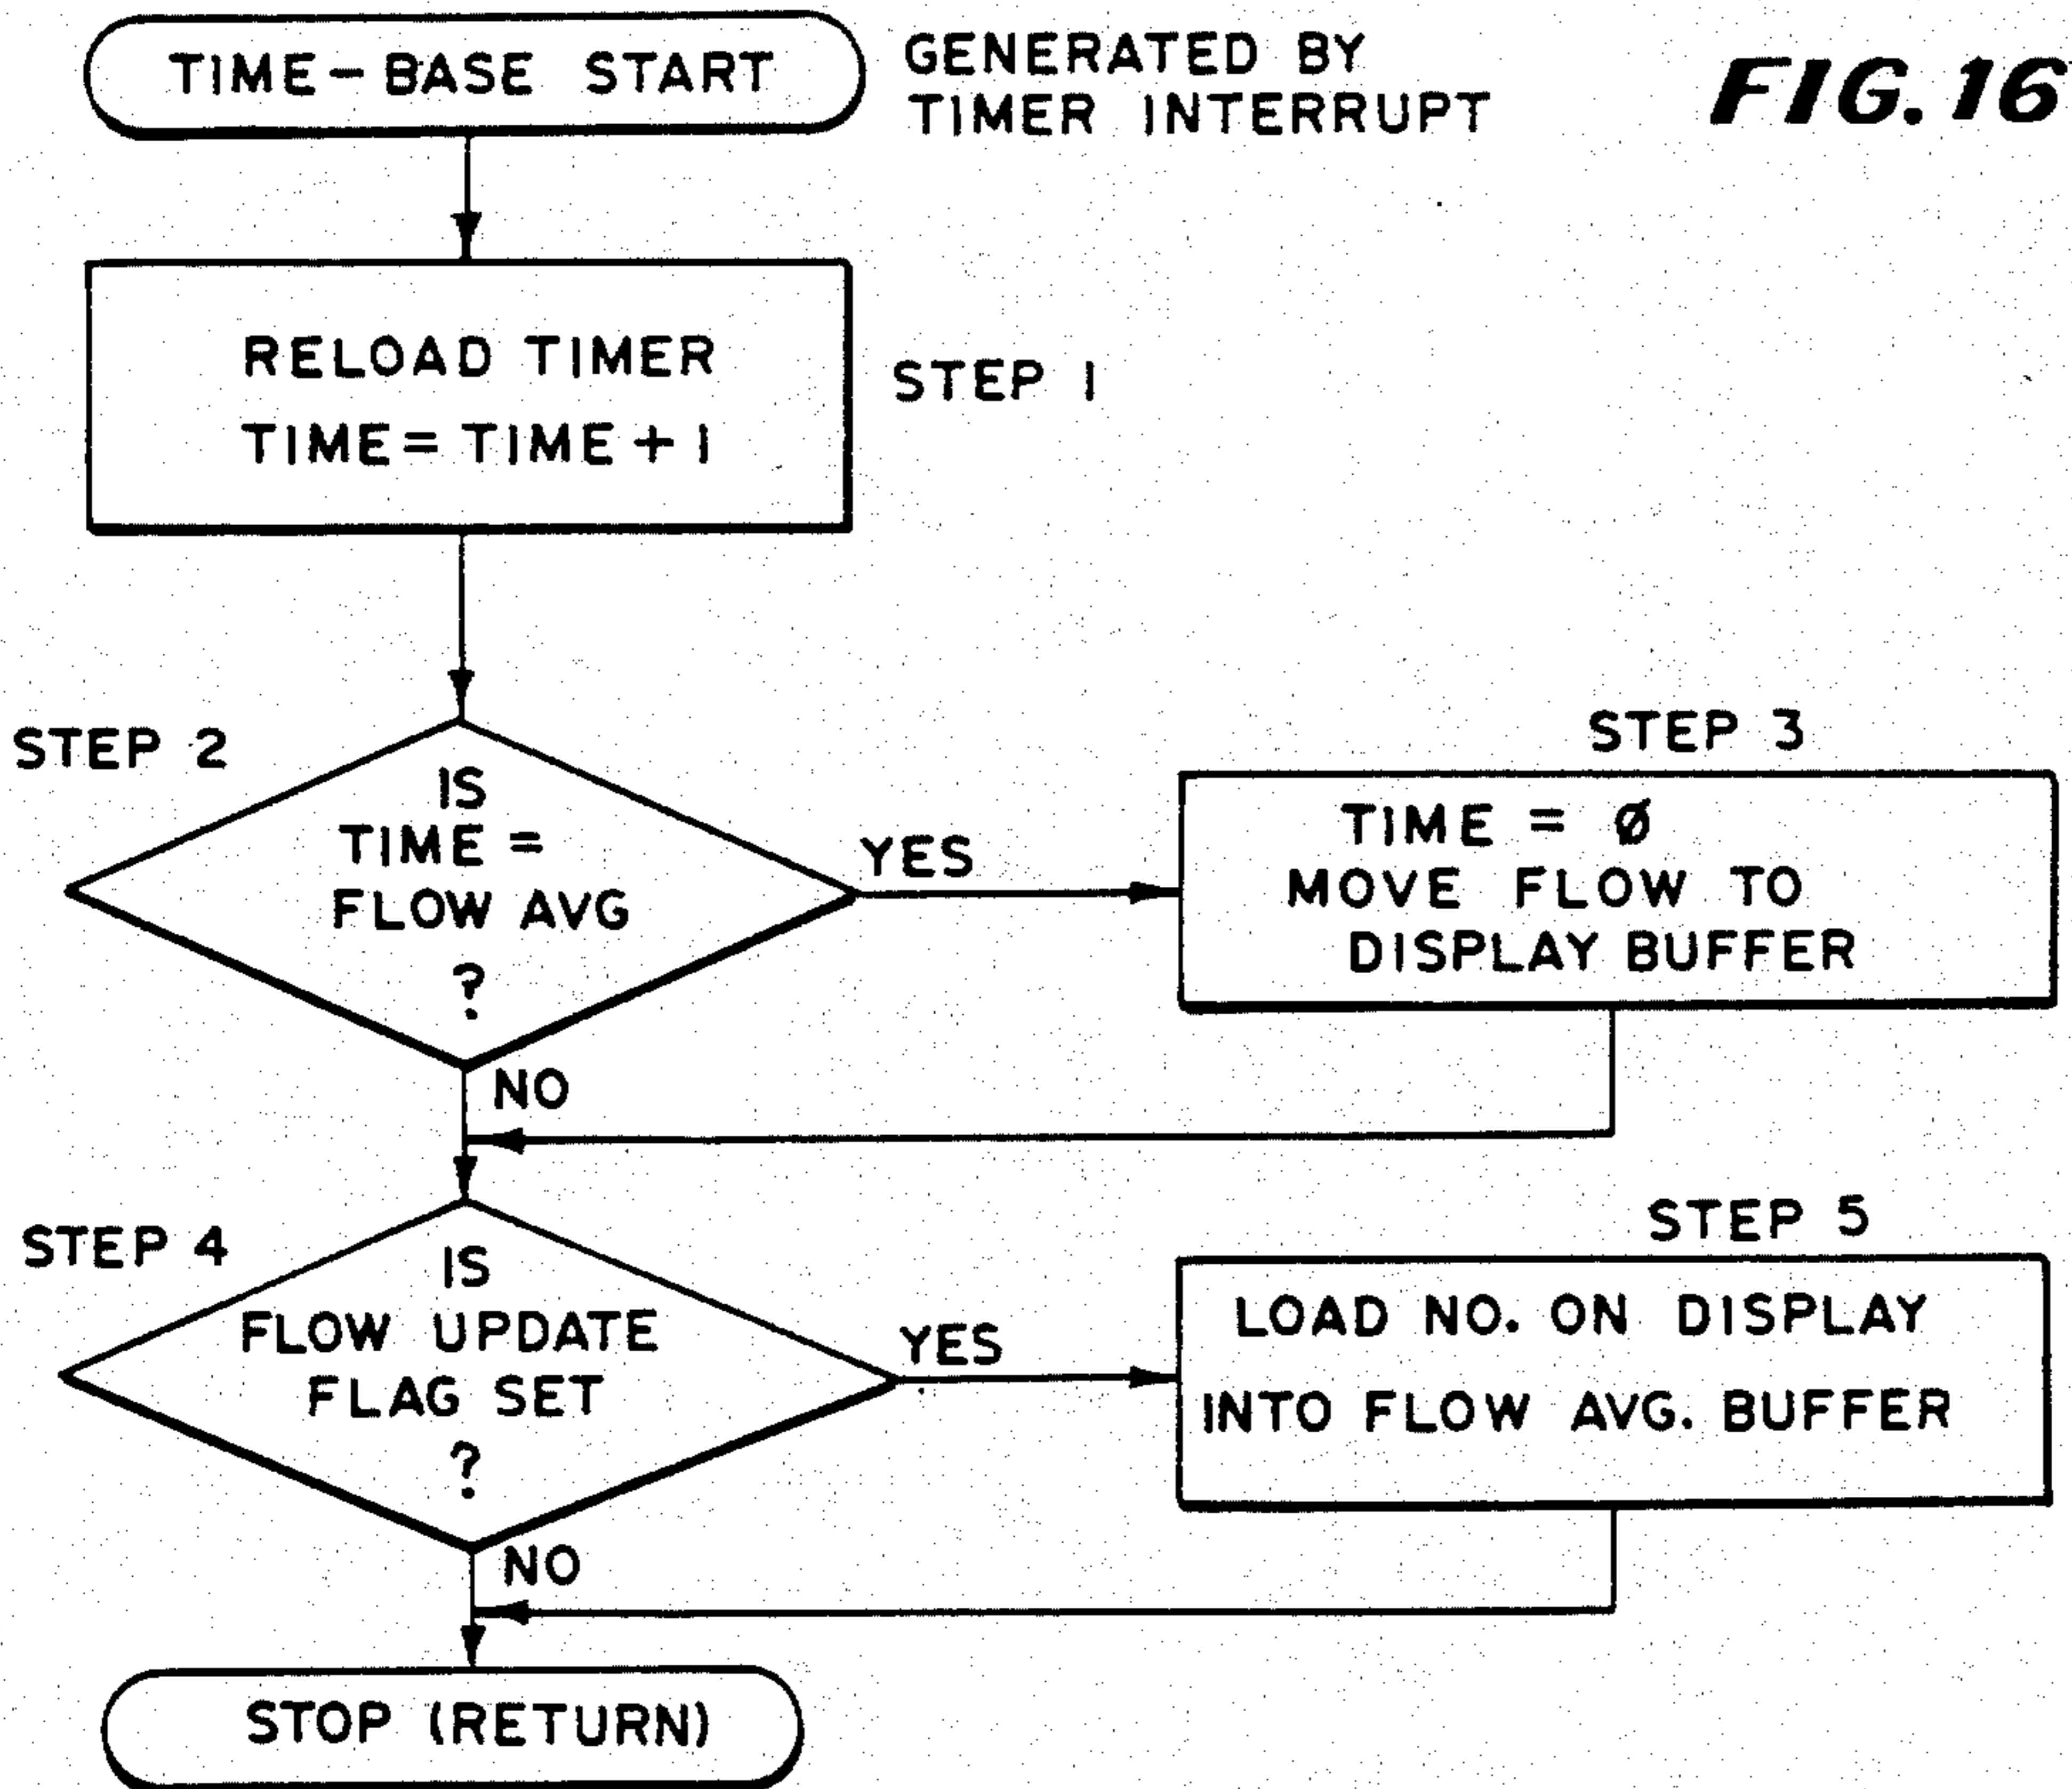 TIME-BASE START
GENERATED BY
TIMER INTERRUPT
FIG. 16
RELOAD TIMER
TIME = TIME + 1
STEP 1
STEP 2
IS
TIME =
FLOW AVG
?
YES
NO
STEP 3
TIME = Ø
MOVE FLOW TO
DISPLAY BUFFER
STEP 4
IS
FLOW UPDATE
FLAG SET
?
YES
NO
STEP 5
LOAD NO. ON DISPLAY
INTO FLOW AVG. BUFFER
STOP (RETURN)